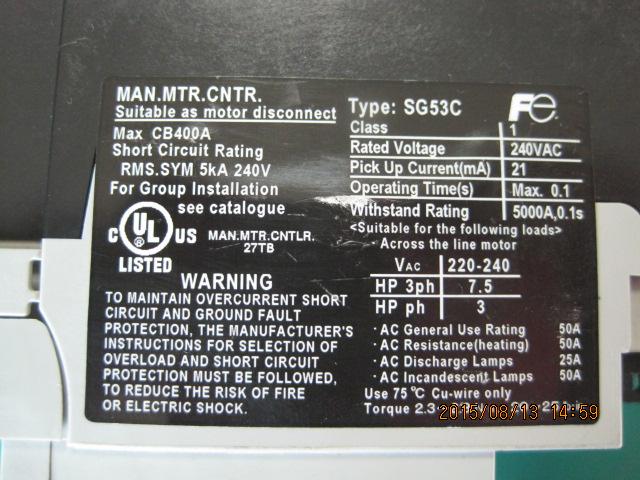 MAN.MTR.CNTR.
Suitable as motor disconnect
Max CB400A
Short Circuit Rating
RMS.SYM 5kA 240V
For Group Installation
see catalogue
C UL US
®
LISTED
MAN.MTR.CNTLR.
27TB
WARNING
TO MAINTAIN OVERCURRENT SHORT
CIRCUIT AND GROUND FAULT
PROTECTION, THE MANUFACTURER'S
INSTRUCTIONS FOR SELECTION OF
OVERLOAD AND SHORT CIRCUIT
PROTECTION MUST BE FOLLOWED,
TO REDUCE THE RISK OF FIRE
OR ELECTRIC SHOCK.
Type: SG53C
Fe
Class 1
Rated Voltage 240VAC
Pick Up Current(mA) 21
Operating Time(s) Max. 0.1
Withstand Rating 5000A,0.1s
<Suitable for the following loads>
· Across the line motor
VAC 220-240
HP 3ph 7.5
HP ph 3
· AC General Use Rating 50A
· AC Resistance(heating) 50A
· AC Discharge Lamps 25A
· AC Incandescent Lamps 50A
Use 75 °C Cu-wire only
Torque 2.3
2015/08/13 14:59